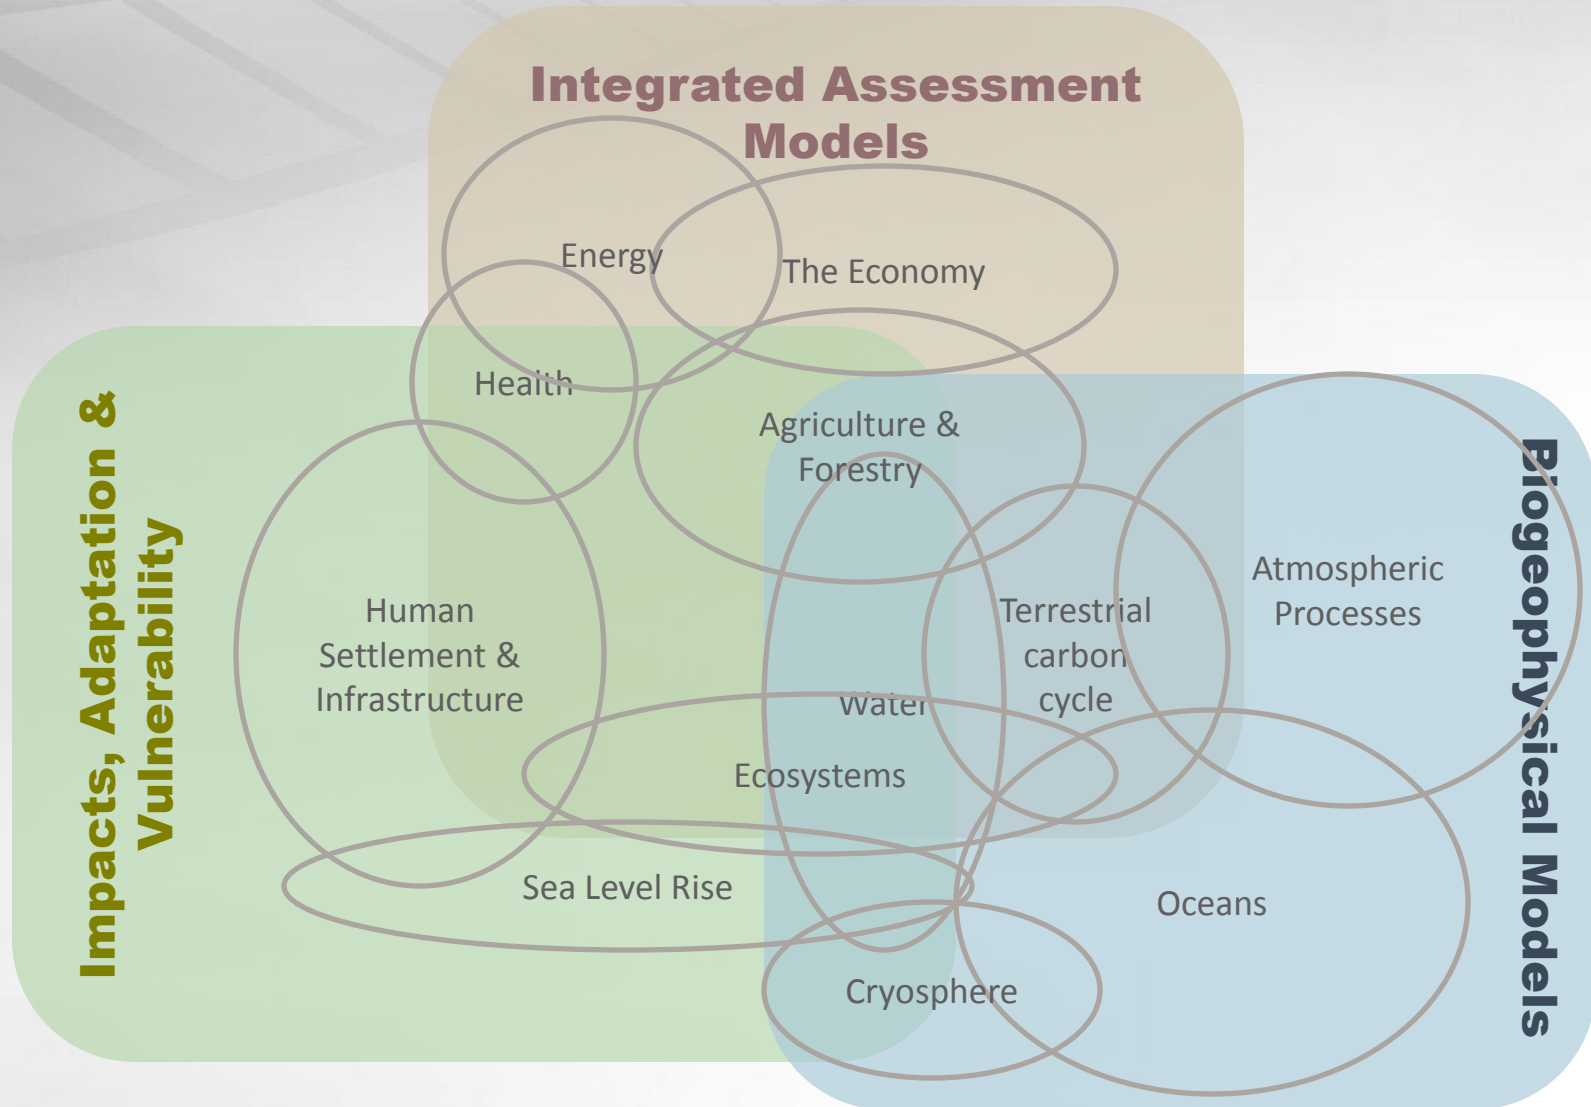 Integrated Assessment
Models
Energy
The Economy
Health
Agriculture &
Forestry
Impacts, Adaptation &
Vulnerability
Human
Settlement &
Infrastructure
Water
Terrestrial
carbon
cycle
Atmospheric
Processes
Biogeophysical Models
Ecosystems
Sea Level Rise
Oceans
Cryosphere